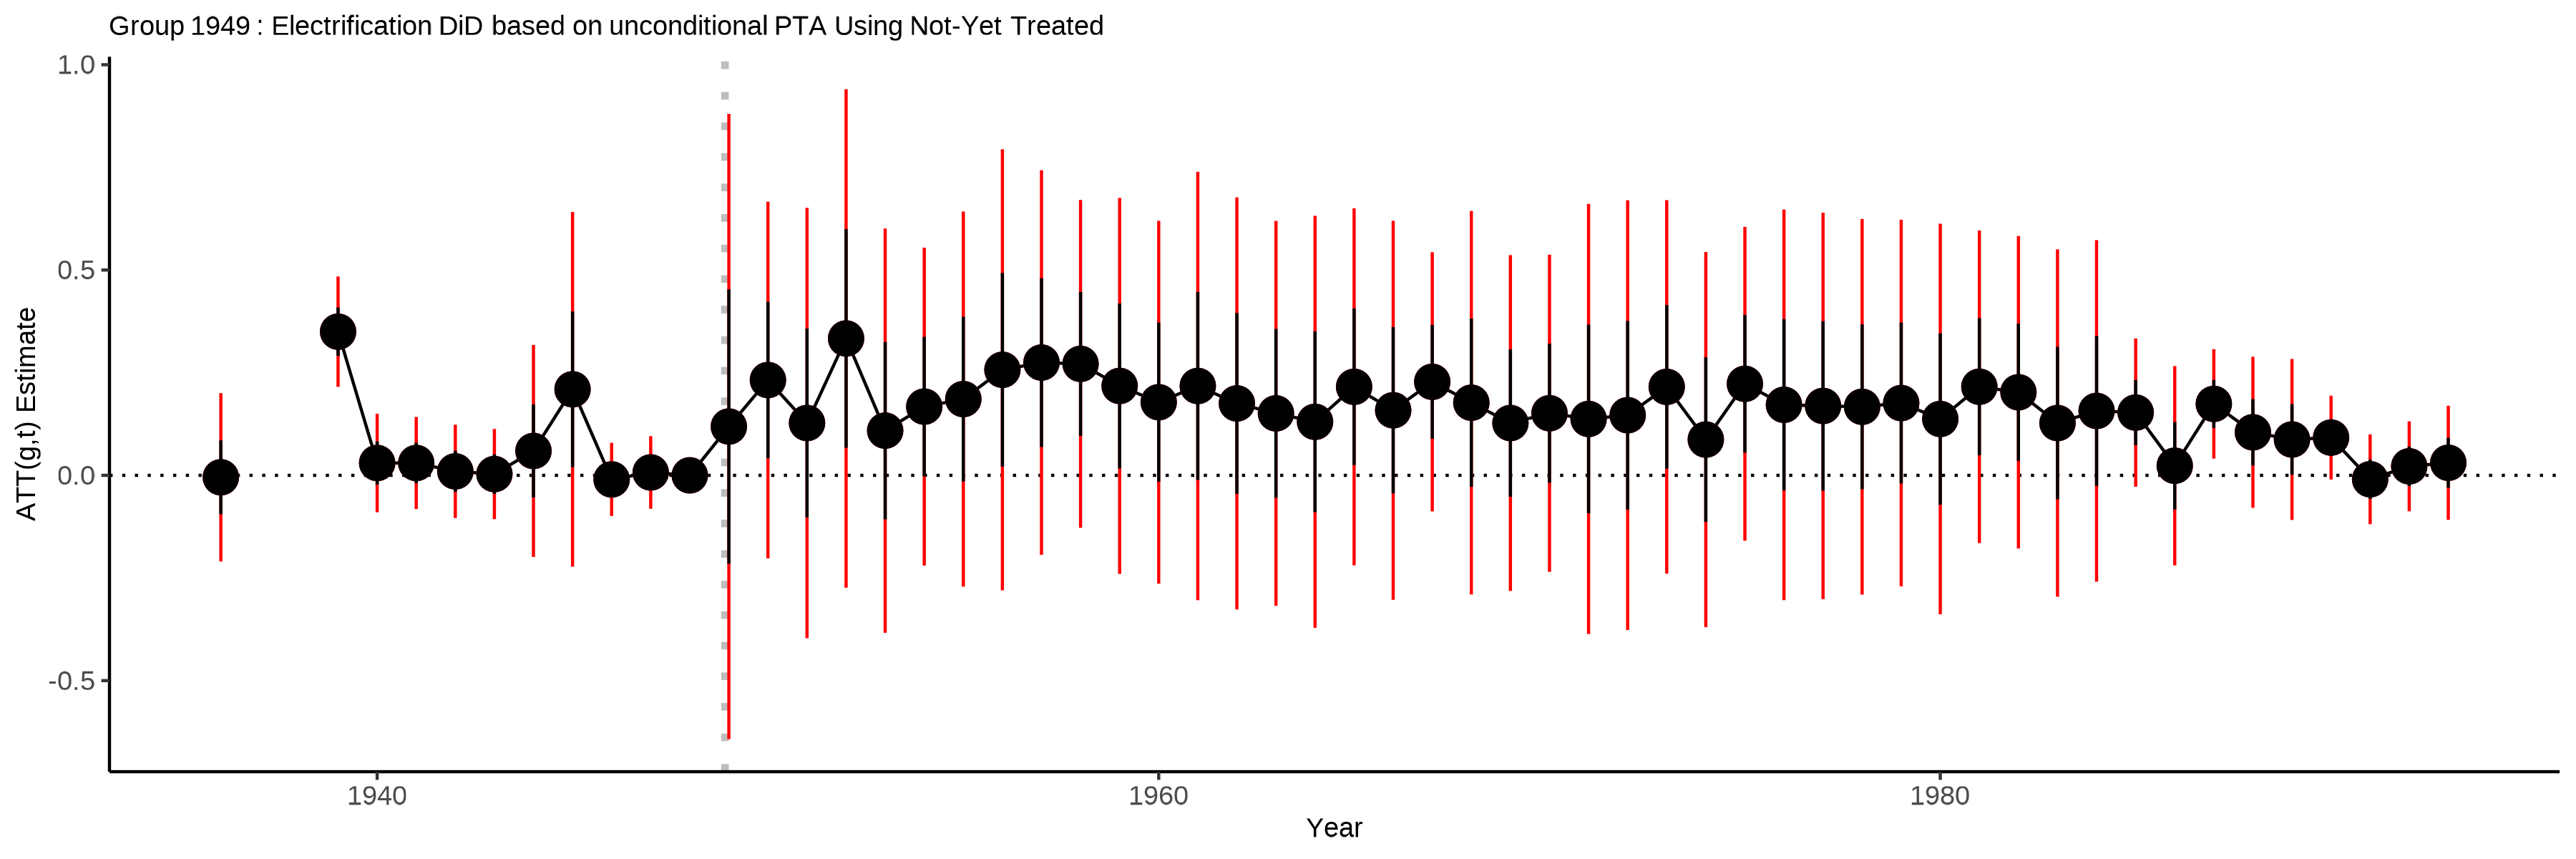 Group 1949 : Electrification DiD based on unconditional PTA Using Not-Yet Treated
1.0
0.5
0.0
-0.5
ATT(g,t) Estimate
1940
1960
1980
Year